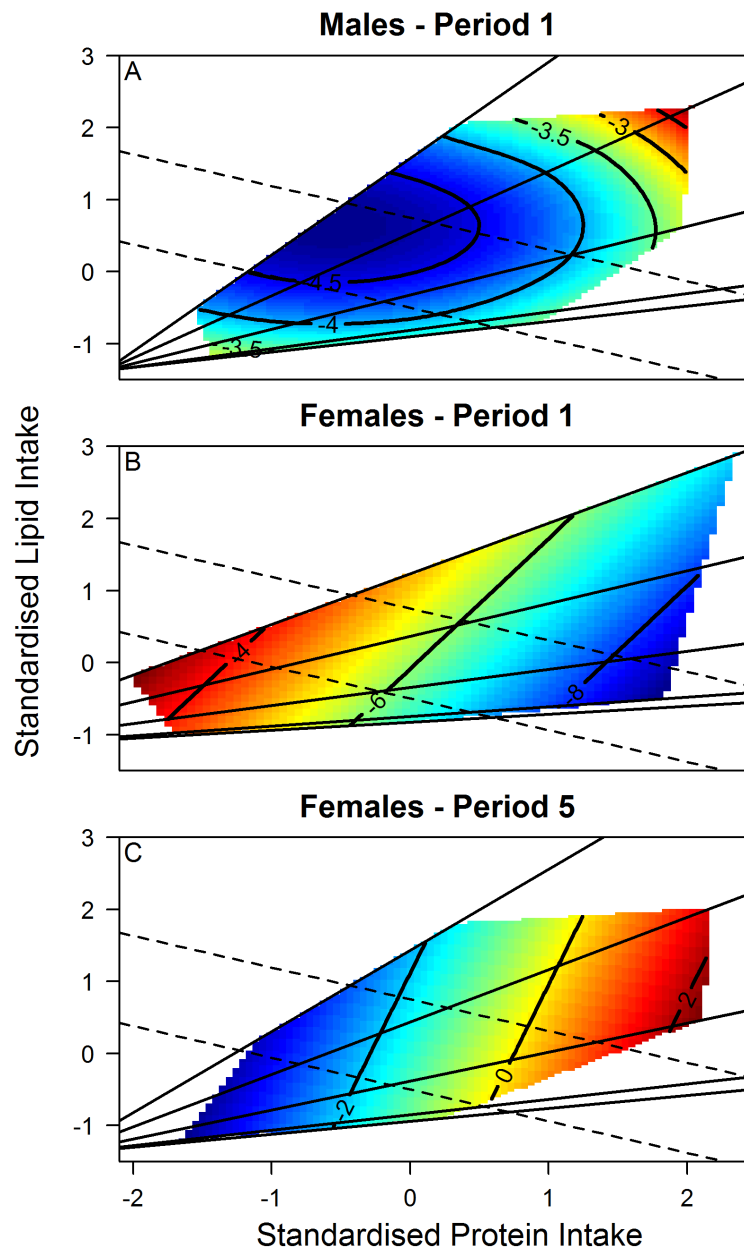 Males - Period 1
A
3
2
1
0
-1
-3.5
-3
-4.5
-4
-3.5
Females - Period 1
B
3
2
1
0
-1
-4
-6
-8
Females - Period 5
C
3
2
1
0
-1
-2
0
2
-2 -1 0 1 2
Standardised Protein Intake
Standardised Lipid Intake